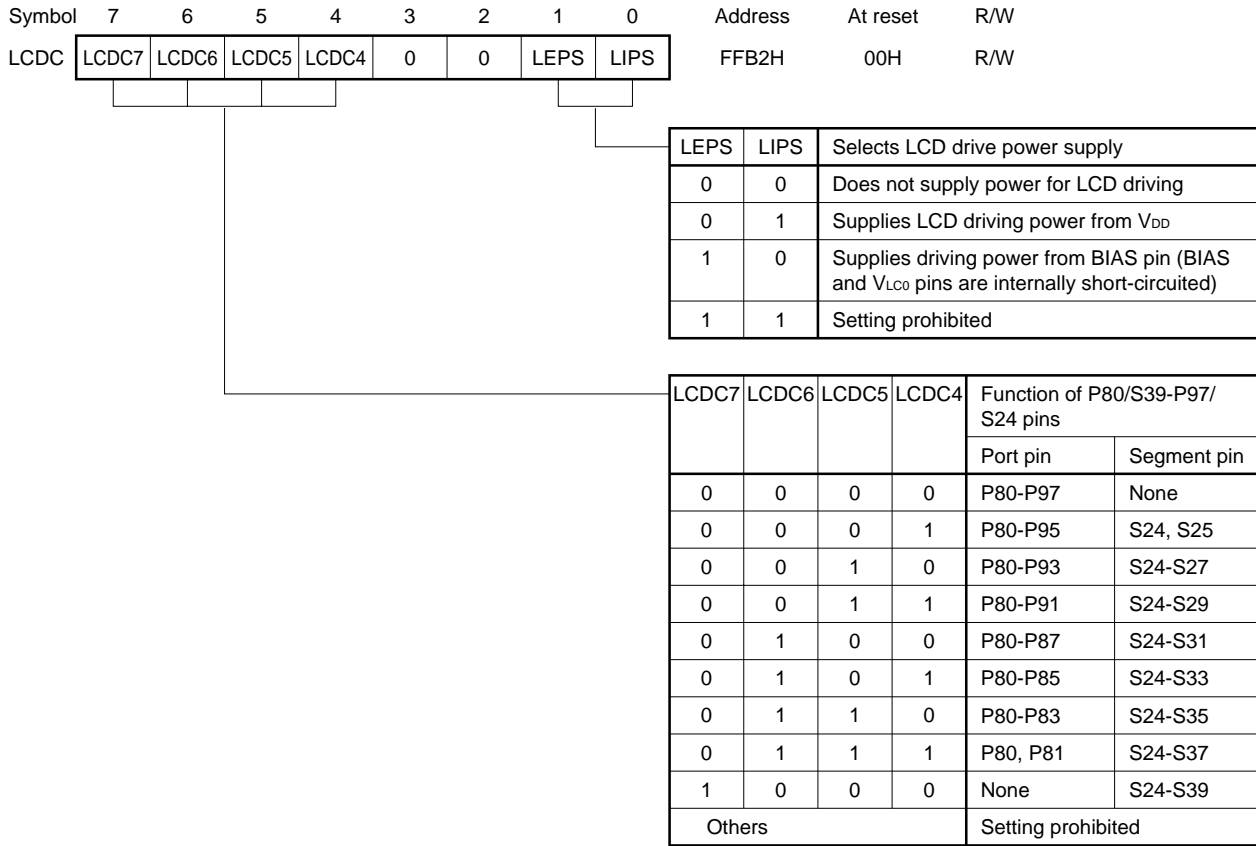 Symbol 7 6 5 4 3 2 1 0 Address At reset R/W
LCDC LCDC7 LCDC6 LCDC5 LCDC4 0 0 LEPS LIPS FFB2H 00H R/W
LEPS LIPS Selects LCD drive power supply
0 0 Does not supply power for LCD driving
0 1 Supplies LCD driving power from VDD
1 0 Supplies driving power from BIAS pin (BIAS
and VLC0 pins are internally short-circuited)
1 1 Setting prohibited
LCDC7 LCDC6 LCDC5 LCDC4 Function of P80/S39-P97/
S24 pins
Port pin Segment pin
0 0 0 0 P80-P97 None
0 0 0 1 P80-P95 S24, S25
0 0 1 0 P80-P93 S24-S27
0 0 1 1 P80-P91 S24-S29
0 1 0 0 P80-P87 S24-S31
0 1 0 1 P80-P85 S24-S33
0 1 1 0 P80-P83 S24-S35
0 1 1 1 P80, P81 S24-S37
1 0 0 0 None S24-S39
Others Setting prohibited